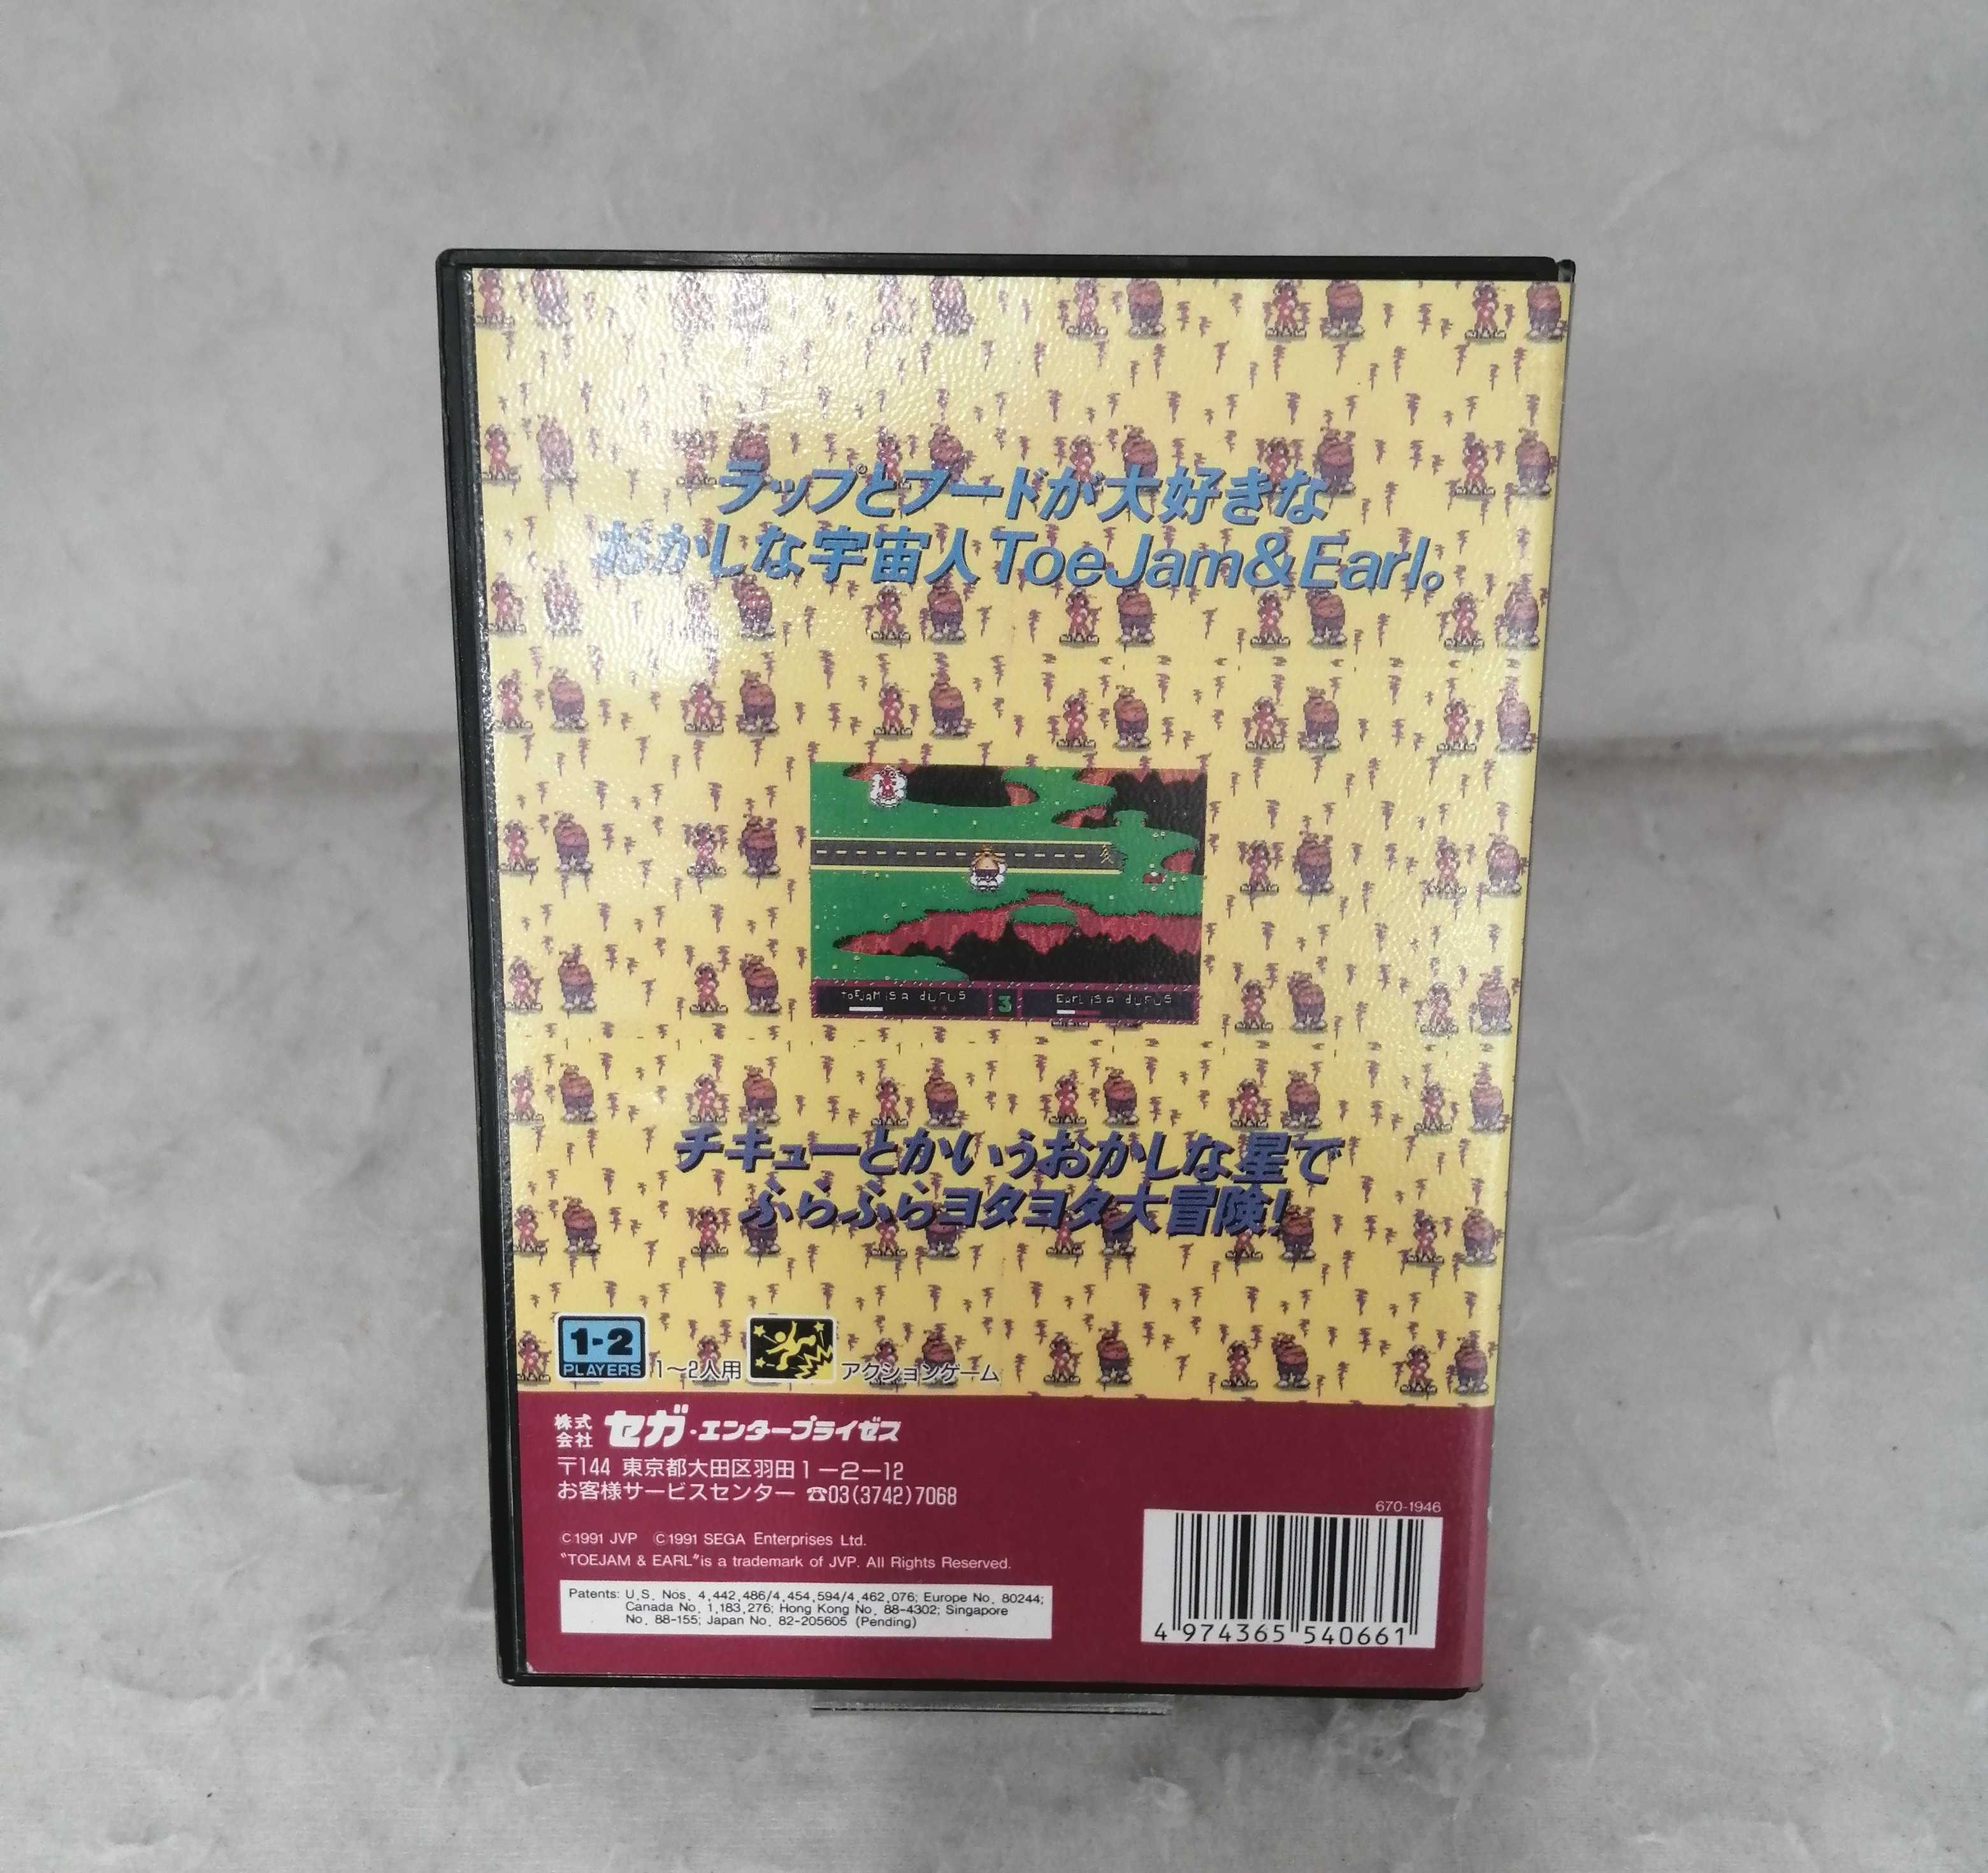 ラップとフードが大好きな
おかしな宇宙人ToeJam&Earl。
ToEJaM iS a dUFUS
3
EarL iS a dUFUS
チキューとかいうおかしな星で
ふらふらヨタヨタ大冒険!
1-2
PLAYERS
1〜2人用
アクションゲーム
株式会社 セガ・エンタープライゼス
〒144 東京都大田区羽田1-2-12
お客様サービスセンター ☎03(3742)7068
670-1946
©1991 JVP ©1991 SEGA Enterprises Ltd.
"TOEJAM & EARL" is a trademark of JVP. All Rights Reserved.
Patents: U.S. Nos. 4,442,486/4,454,594/4,462,076; Europe No. 80244;
Canada No. 1,183,276; Hong Kong No. 88-4302; Singapore
No. 88-155; Japan No. 82-205605 (Pending)
4 974365 540661